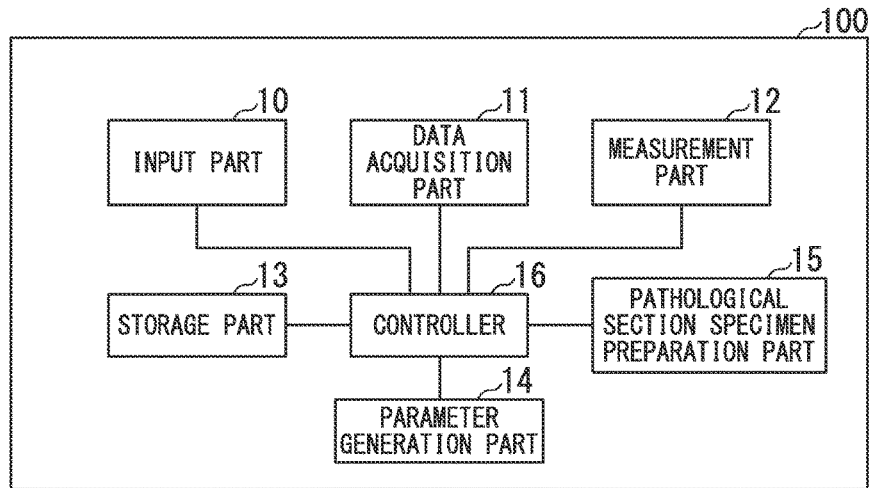 100
10
11
12
INPUT PART
DATA
ACQUISITION
PART
MEASUREMENT
PART
13
16
15
STORAGE PART
CONTROLLER
PATHOLOGICAL
SECTION SPECIMEN
PREPARATION PART
14
PARAMETER
GENERATION PART